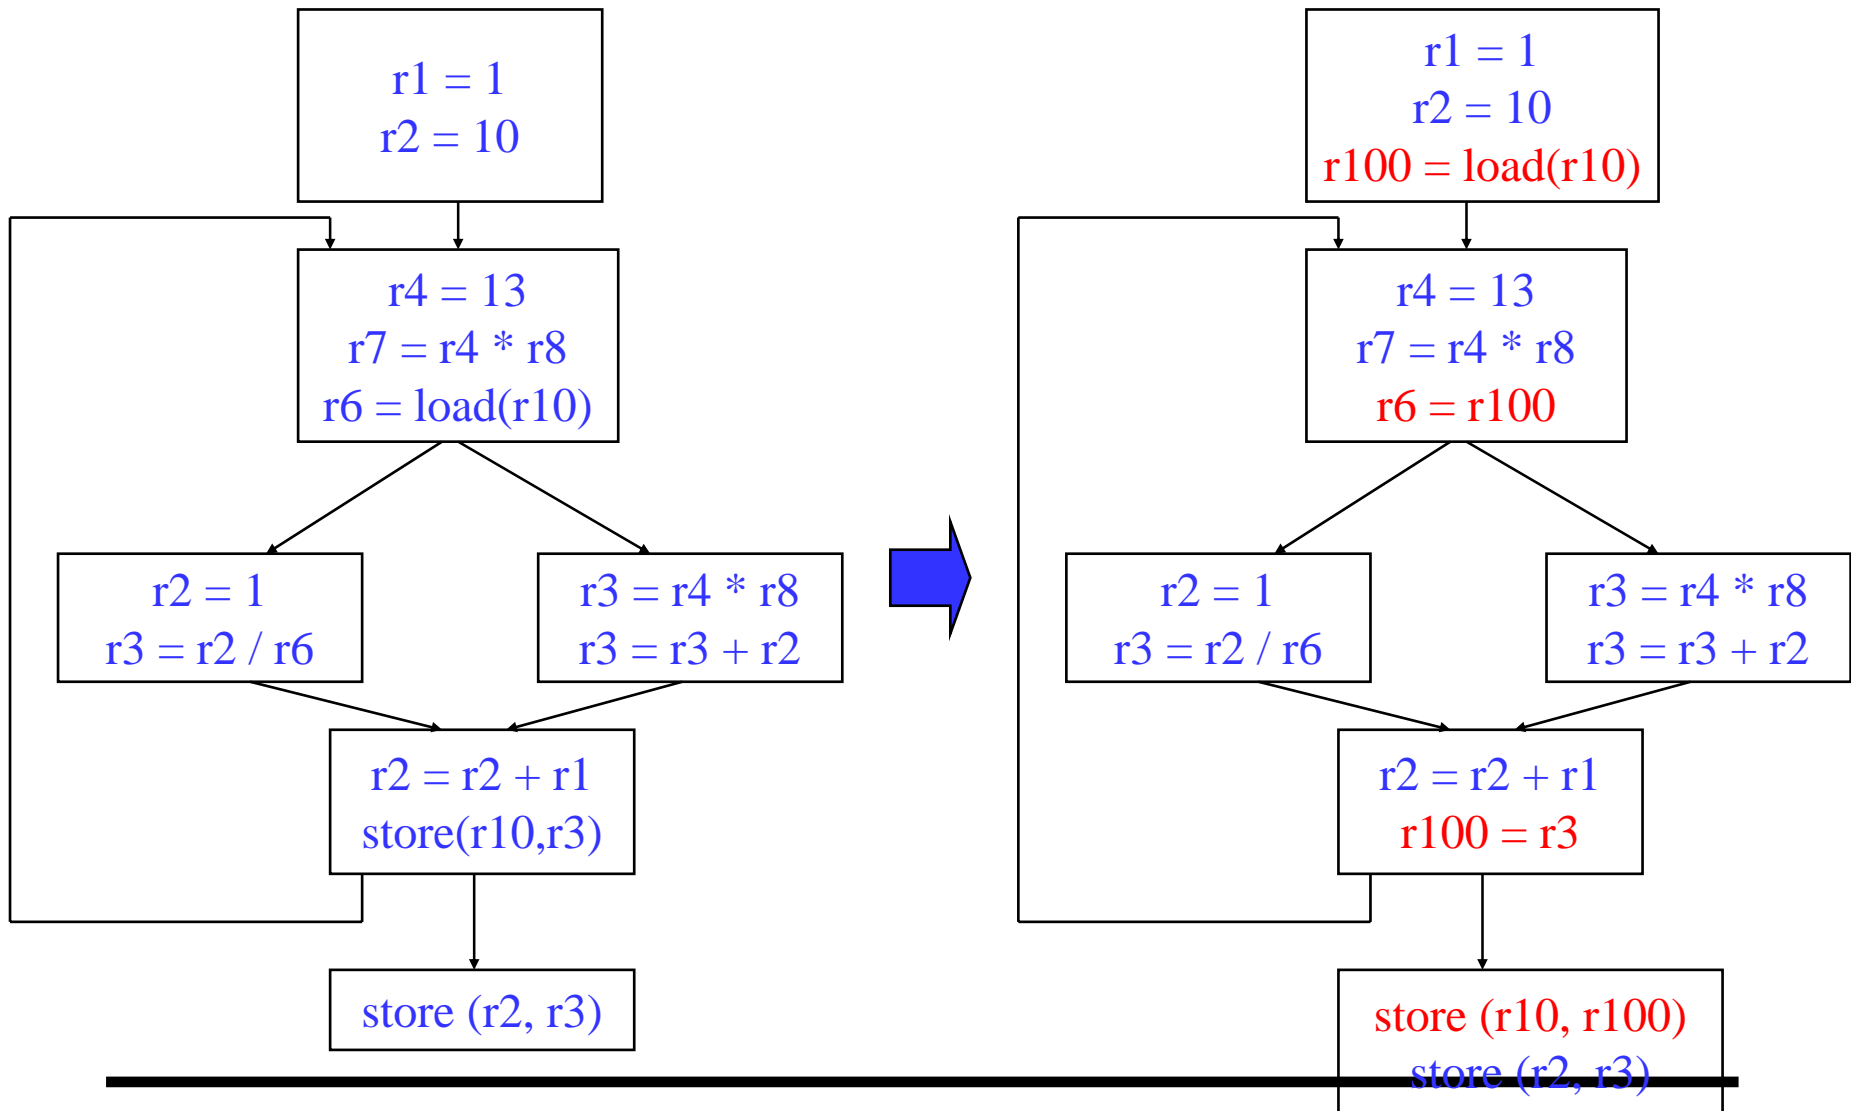 r1 = 1
r2 = 10
r4 = 13
r7 = r4 * r8
r6 = load(r10)
r2 = 1
r3 = r2 / r6
r3 = r4 * r8
r3 = r3 + r2
r2 = r2 + r1
store(r10,r3)
store (r2, r3)
r1 = 1
r2 = 10
r100 = load(r10)
r4 = 13
r7 = r4 * r8
r6 = r100
r2 = 1
r3 = r2 / r6
r3 = r4 * r8
r3 = r3 + r2
r2 = r2 + r1
r100 = r3
store (r10, r100)
store (r2, r3)